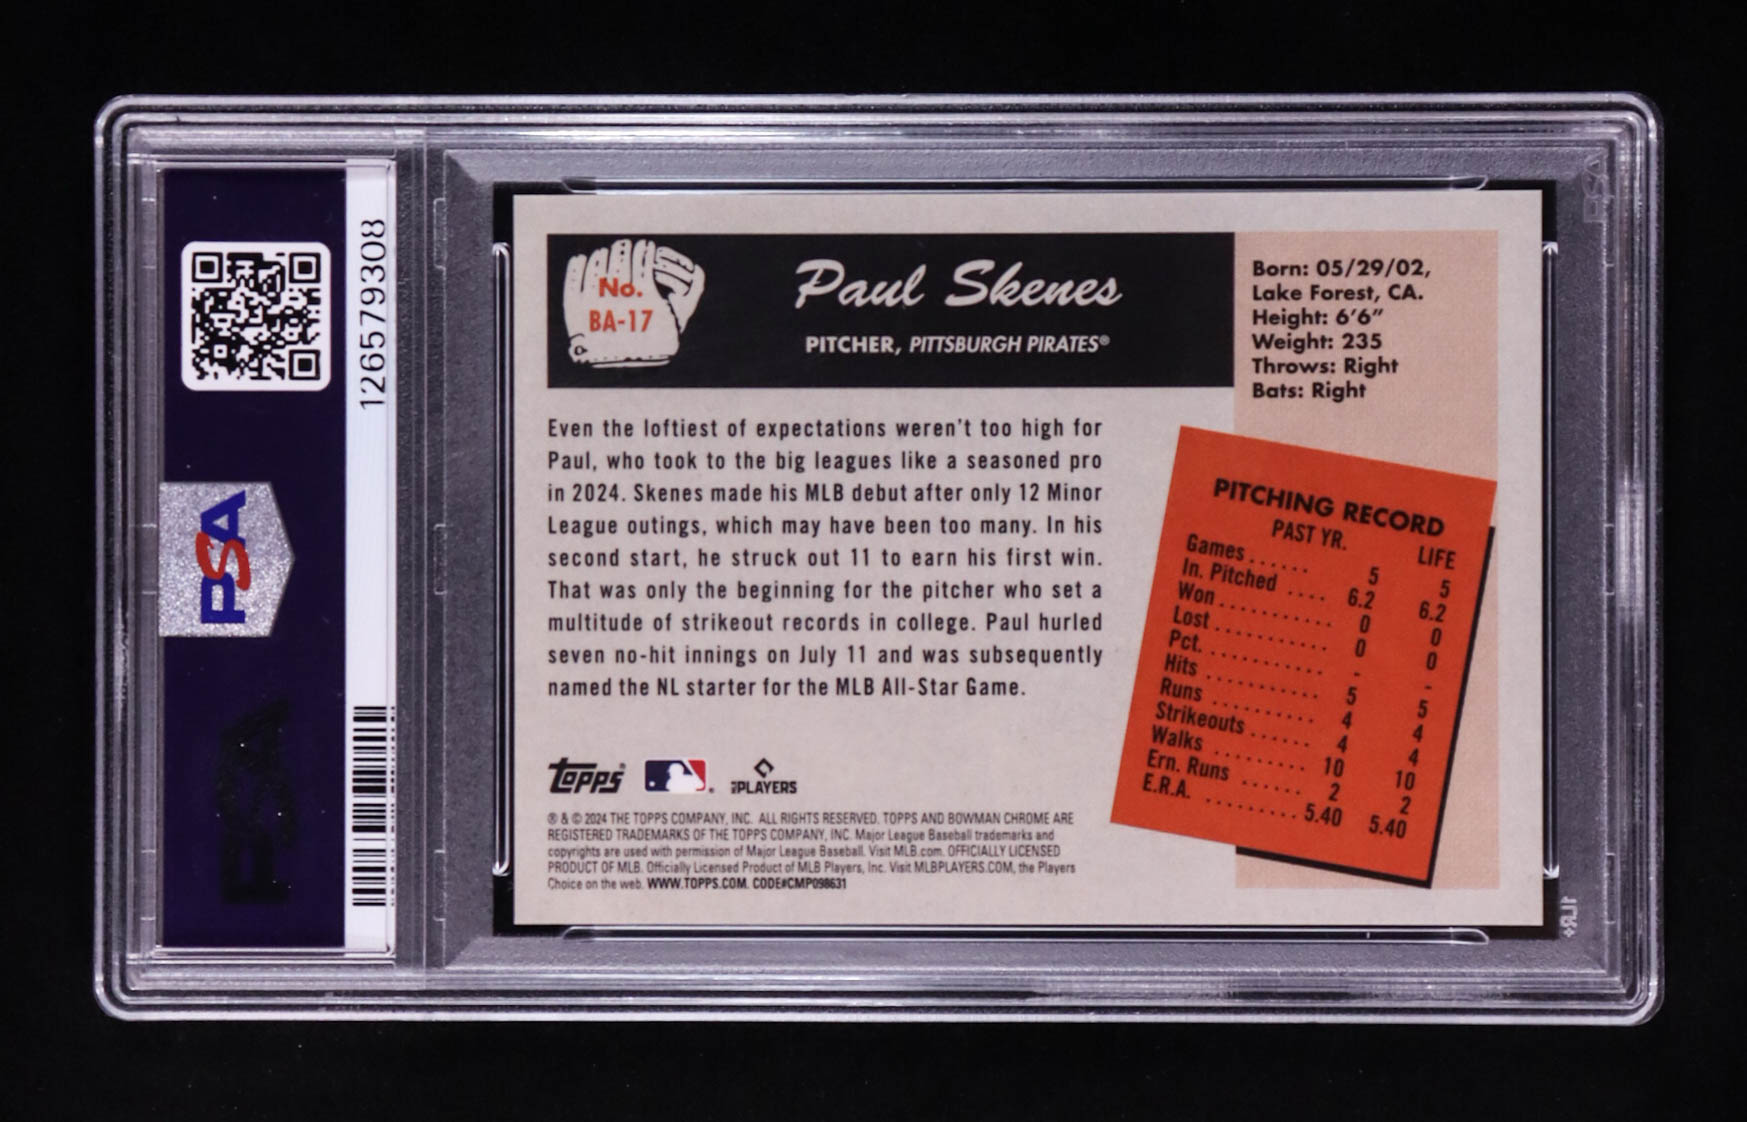 126579308
PSA
PSA
No.
BA-17
Paul Skenes
PITCHER, PITTSBURGH PIRATES®
Born: 05/29/02,
Lake Forest, CA.
Height: 6'6"
Weight: 235
Throws: Right
Bats: Right
Even the loftiest of expectations weren't too high for
Paul, who took to the big leagues like a seasoned pro
in 2024. Skenes made his MLB debut after only 12 Minor
League outings, which may have been too many. In his
second start, he struck out 11 to earn his first win.
That was only the beginning for the pitcher who set a
multitude of strikeout records in college. Paul hurled
seven no-hit innings on July 11 and was subsequently
named the NL starter for the MLB All-Star Game.
PITCHING RECORD
PAST YR. LIFE
Games ...... 5 5
In. Pitched .... 6.2 6.2
Won .......... 0 0
Lost .......... 0 0
Pct. .......... - -
Hits .......... 5 5
Runs .......... 4 4
Strikeouts ...... 4 4
Walks ........ 10 10
Ern. Runs ...... 2 2
E.R.A. ........ 5.40 5.40
Topps® MLB PLAYERS
® & © 2024 THE TOPPS COMPANY, INC. ALL RIGHTS RESERVED. TOPPS AND BOWMAN CHROME ARE
REGISTERED TRADEMARKS OF THE TOPPS COMPANY, INC. Major League Baseball trademarks and
copyrights are used with permission of Major League Baseball. Visit MLB.com. OFFICIALLY LICENSED
PRODUCT OF MLB. Officially Licensed Product of MLB Players, Inc. Visit MLBPLAYERS.COM, the Players
Choice on the web. WWW.TOPPS.COM. CODE#CMP098631